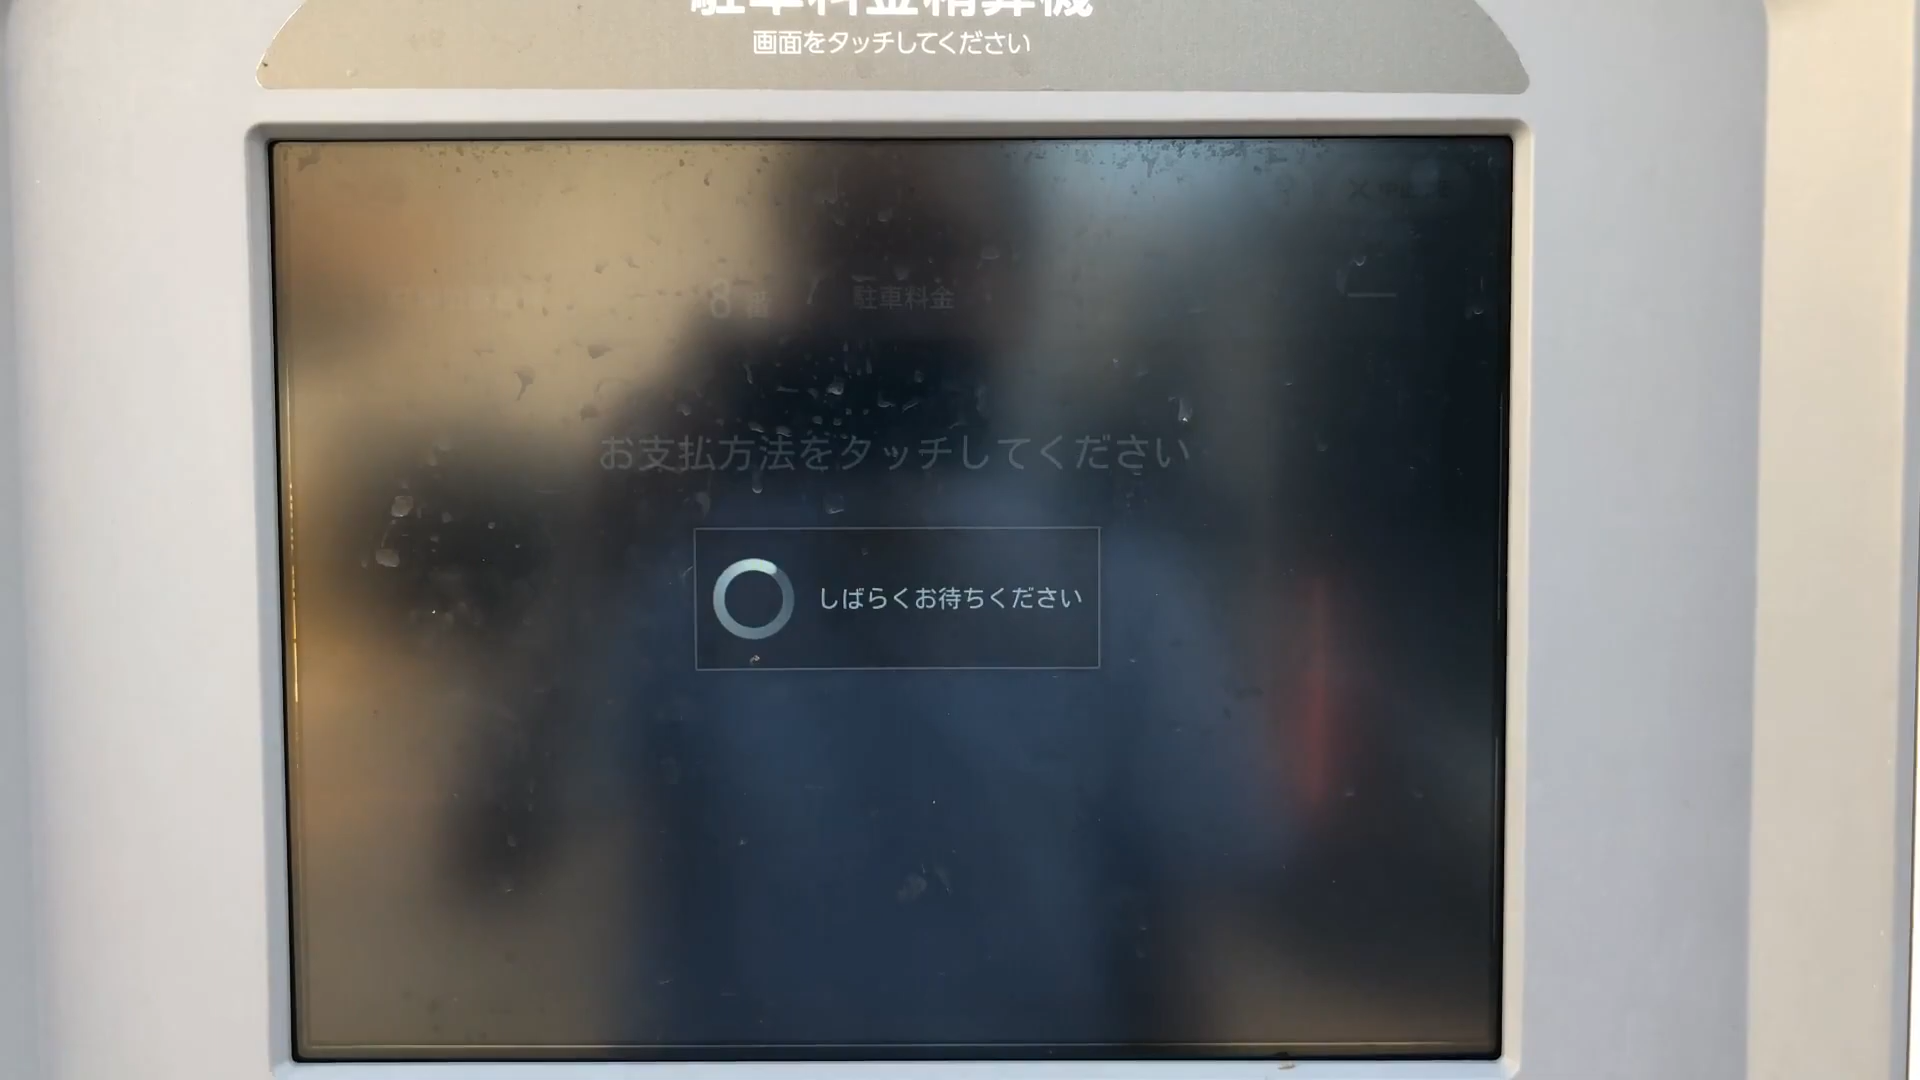 駐車料金精算機
画面をタッチしてください
8番 駐車料金
お支払方法をタッチしてください
しばらくお待ちください